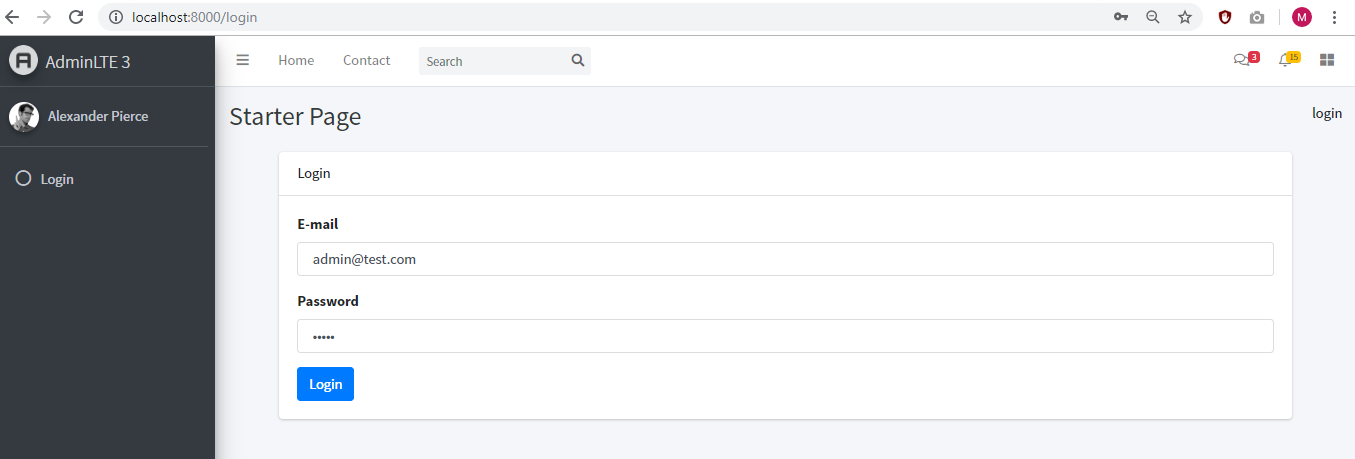 localhost:8000/login
M
AdminLTE 3
Home Contact Search 3 15
Alexander Pierce
Starter Page
login
Login
Login
E-mail
admin@test.com
Password
•••••
Login